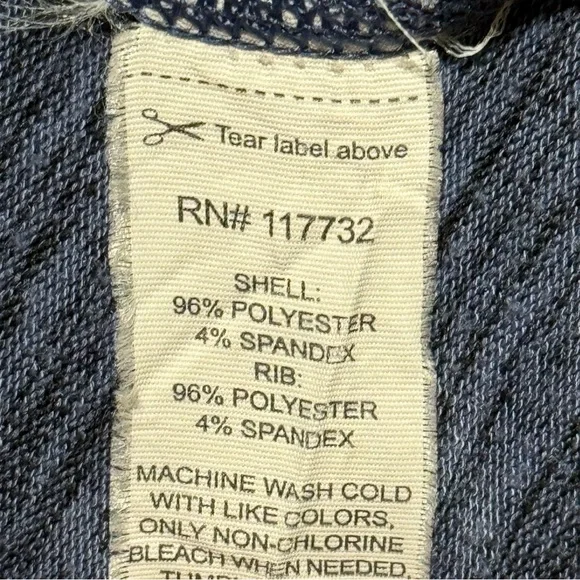 Tear label above
RN# 117732
SHELL:
96% POLYESTER
4% SPANDEX
RIB:
96% POLYESTER
4% SPANDEX
MACHINE WASH COLD
WITH LIKE COLORS,
ONLY NON-CHLORINE
BLEACH WHEN NEEDED,